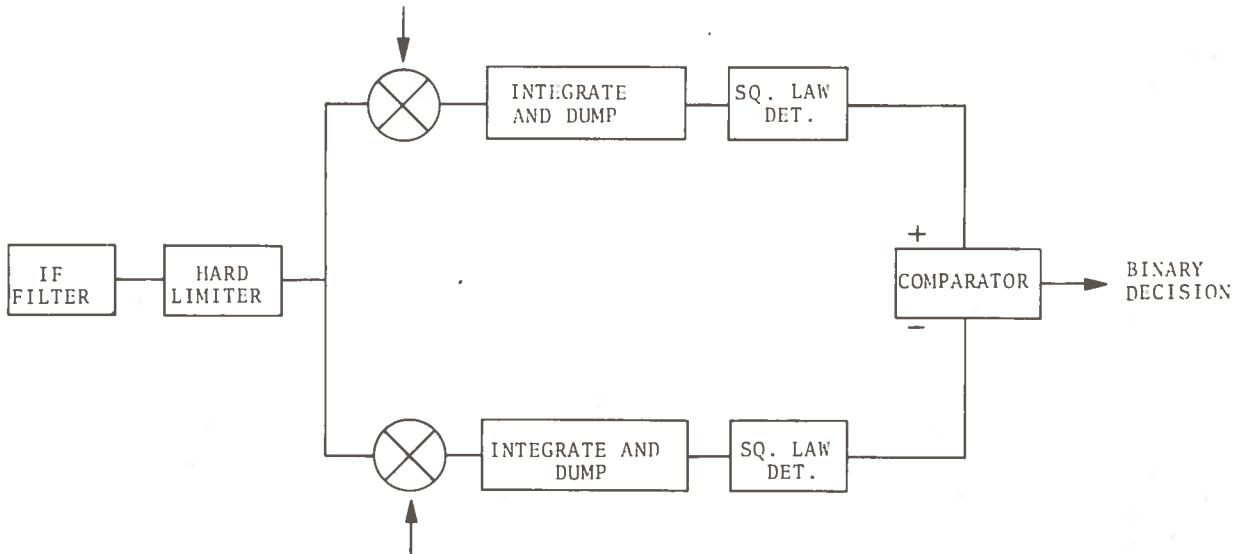 INTEGRATE
AND DUMP
SQ. LAW
DET.
IF
FILTER
HARD
LIMITER
+
COMPARATOR
−
BINARY
DECISION
INTEGRATE AND
DUMP
SQ. LAW
DET.